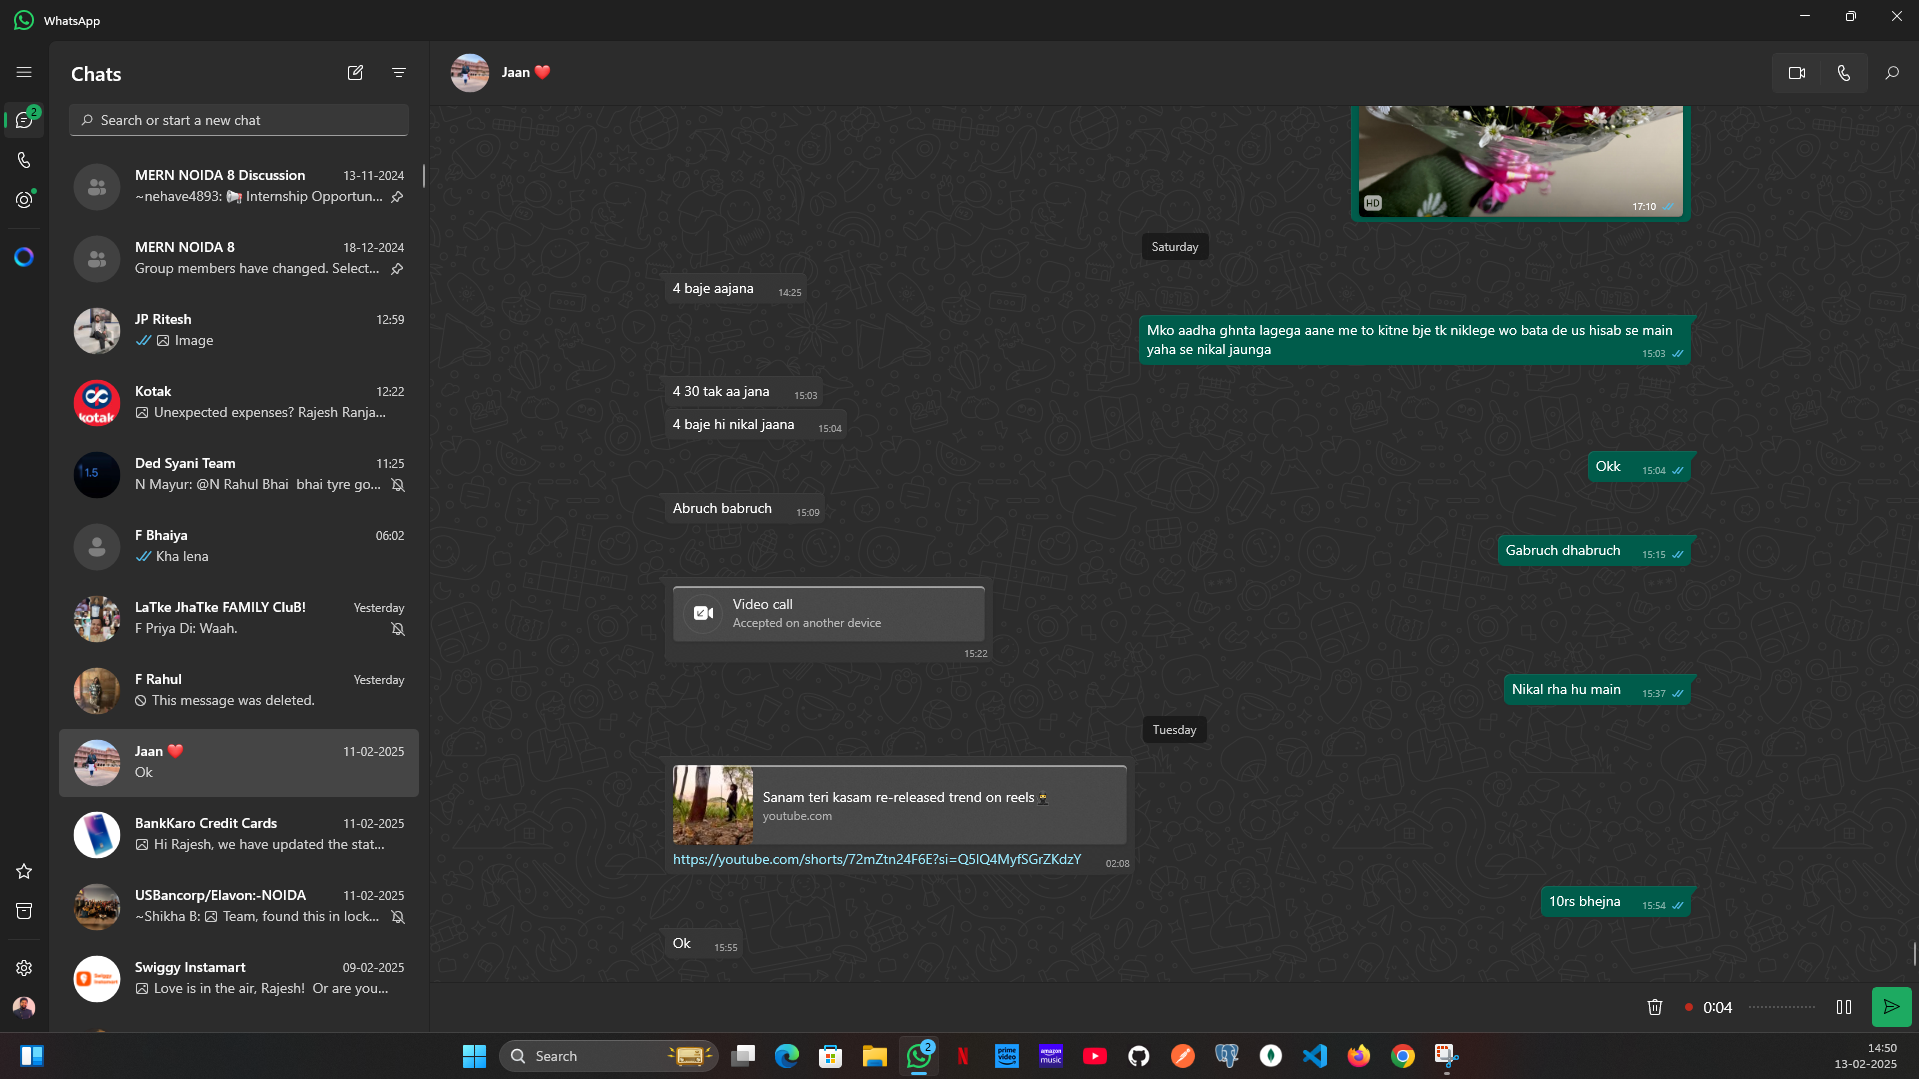 WhatsApp
Chats
2
Search or start a new chat
MERN NOIDA 8 Discussion 13-11-2024
~nehave4893: 📢 Internship Opportun...
MERN NOIDA 8 18-12-2024
Group members have changed. Select...
JP Ritesh 12:59
Image
kotak
Kotak 12:22
Unexpected expenses? Rajesh Ranja...
1.5
Ded Syani Team 11:25
N Mayur: @N Rahul Bhai bhai tyre go...
F Bhaiya 06:02
Kha lena
LaTke JhaTke FAMILY CluB! Yesterday
F Priya Di: Waah.
F Rahul Yesterday
This message was deleted.
Jaan ❤️ 11-02-2025
Ok
BankKaro Credit Cards 11-02-2025
Hi Rajesh, we have updated the stat...
USBancorp/Elavon:-NOIDA 11-02-2025
~Shikha B: Team, found this in lock...
Swiggy Instamart 09-02-2025
Love is in the air, Rajesh! Or are you...
Jaan ❤️
HD 17:10
Saturday
4 baje aajana 14:25
Mko aadha ghnta lagega aane me to kitne bje tk niklege wo bata de us hisab se main
yaha se nikal jaunga 15:03
4 30 tak aa jana 15:03
4 baje hi nikal jaana 15:04
Okk 15:04
Abruch babruch 15:09
Gabruch dhabruch 15:15
Video call
Accepted on another device
15:22
Nikal rha hu main 15:37
Tuesday
Sanam teri kasam re-released trend on reels🥷
youtube.com
https://youtube.com/shorts/72mZtn24F6E?si=Q5lQ4MyfSGrZKdzY 02:08
10rs bhejna 15:54
Ok 15:55
0:04
Search
2
N
prime video
amazon music
14:50
13-02-2025